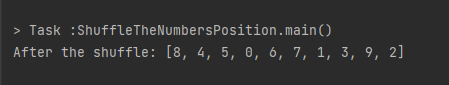 > Task :ShuffleTheNumbersPosition.main()
After the shuffle: [8, 4, 5, 0, 6, 7, 1, 3, 9, 2]